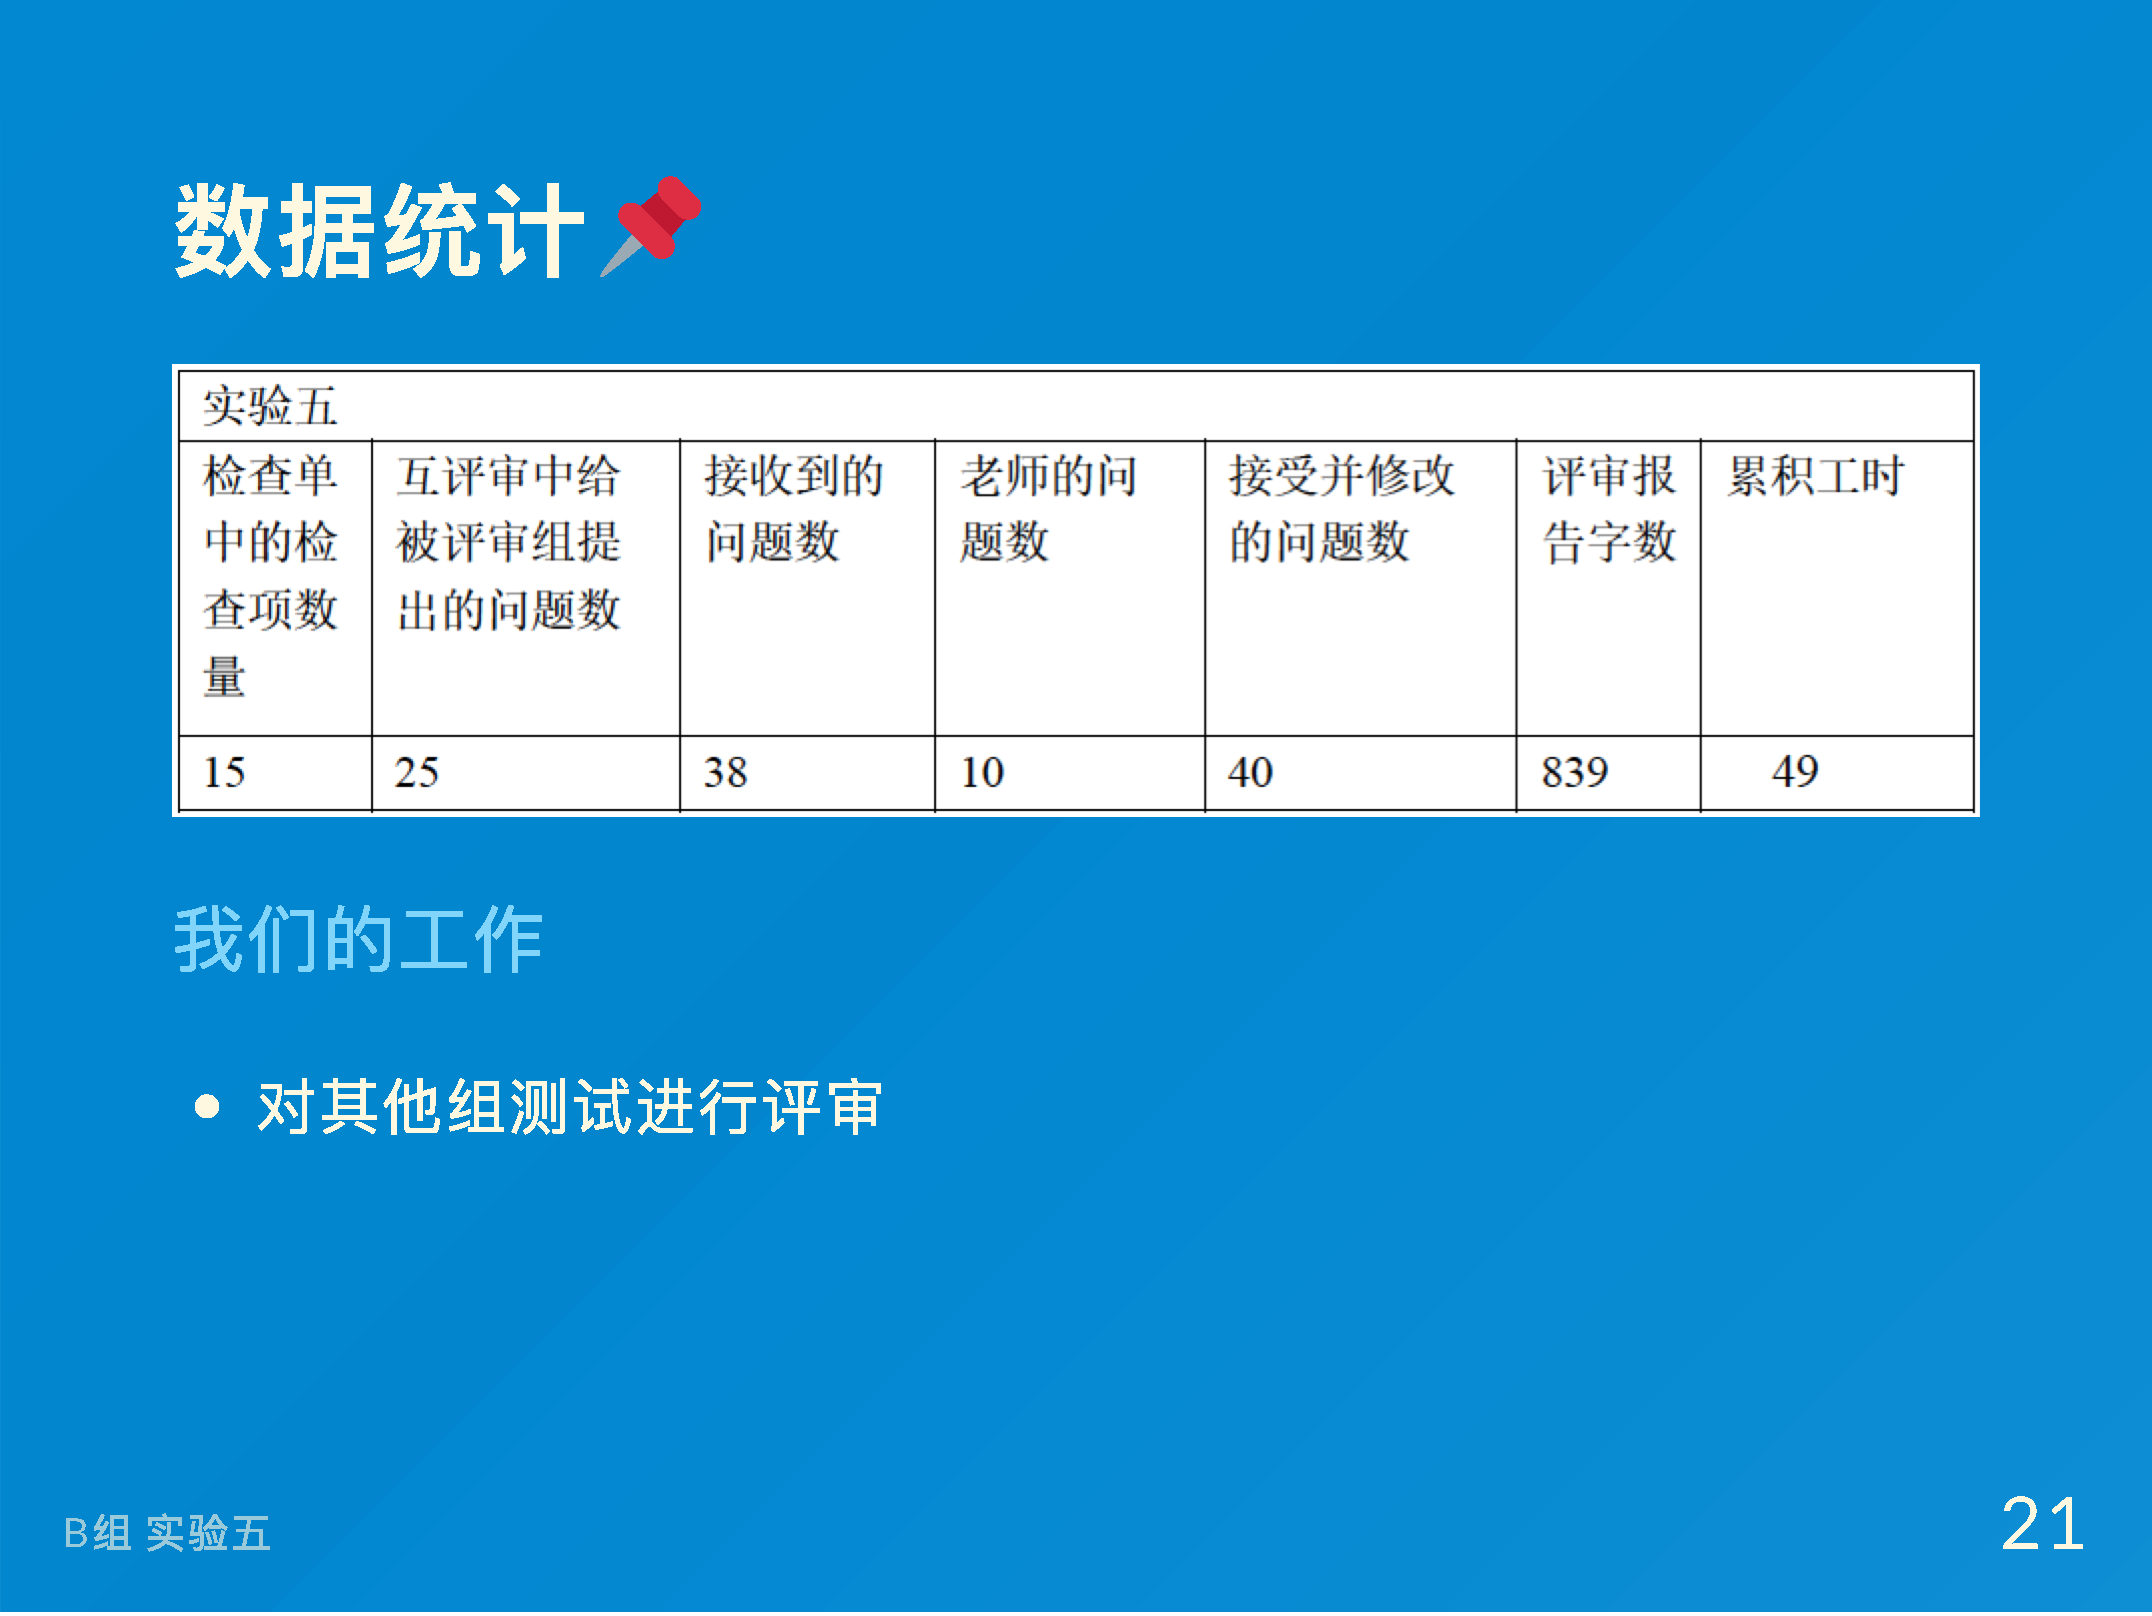 数据统计📌
实验五
检查单
中的检
查项数
量
互评审中给
被评审组提
出的问题数
接收到的
问题数
老师的问
题数
接受并修改
的问题数
评审报
告字数
累积工时
15 25 38 10 40 839 49
我们的工作
• 对其他组测试进行评审
B组 实验五
21